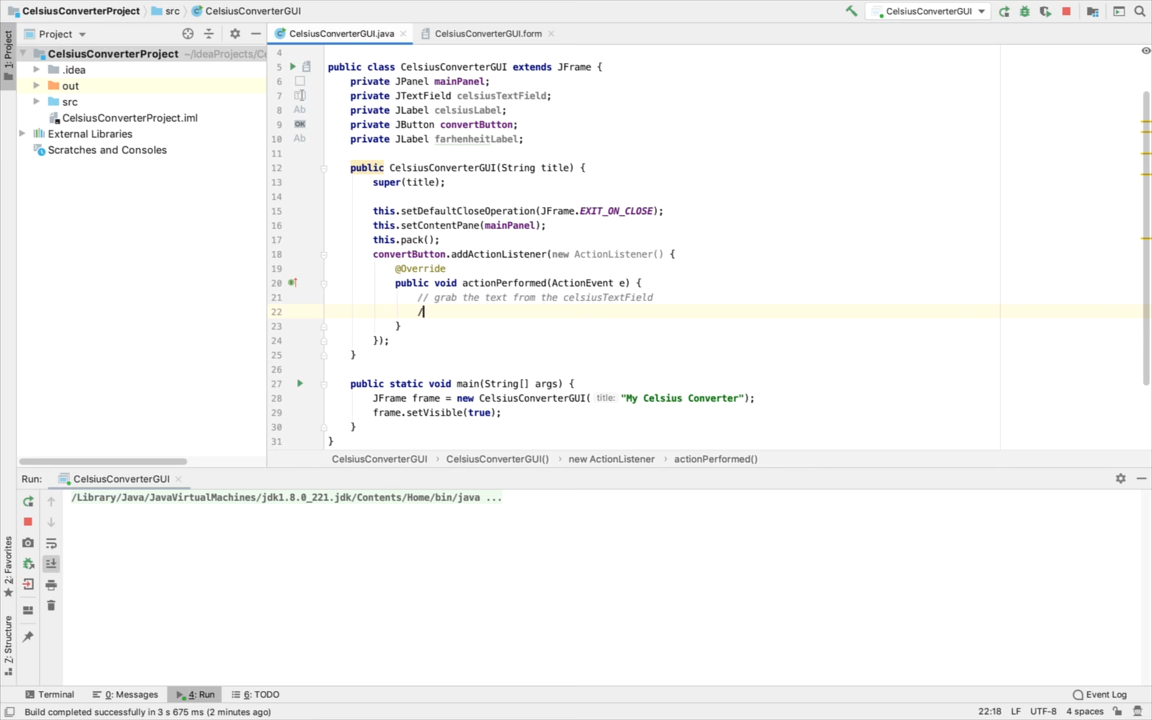 CelsiusConverterProject src CelsiusConverterGUI
CelsiusConverterGUI
1: Project
Project
CelsiusConverterGUI.java
CelsiusConverterGUI.form
CelsiusConverterProject ~/IdeaProjects/C
.idea
out
src
CelsiusConverterProject.iml
External Libraries
Scratches and Consoles
4
5 public class CelsiusConverterGUI extends JFrame {
6 private JPanel mainPanel;
7 private JTextField celsiusTextField;
8 Ab private JLabel celsiusLabel;
9 OK private JButton convertButton;
10 Ab private JLabel farhenheitLabel;
11
12 public CelsiusConverterGUI(String title) {
13 super(title);
14
15 this.setDefaultCloseOperation(JFrame.EXIT_ON_CLOSE);
16 this.setContentPane(mainPanel);
17 this.pack();
18 convertButton.addActionListener(new ActionListener() {
19 @Override
20 public void actionPerformed(ActionEvent e) {
21 // grab the text from the celsiusTextField
22 /
23 }
24 });
25 }
26
27 public static void main(String[] args) {
28 JFrame frame = new CelsiusConverterGUI( title: "My Celsius Converter");
29 frame.setVisible(true);
30 }
31 }
CelsiusConverterGUI CelsiusConverterGUI() new ActionListener actionPerformed()
Run: CelsiusConverterGUI
/Library/Java/JavaVirtualMachines/jdk1.8.0_221.jdk/Contents/Home/bin/java ...
2: Favorites
Z: Structure
Terminal 0: Messages 4: Run 6: TODO Event Log
Build completed successfully in 3 s 675 ms (2 minutes ago) 22:18 LF UTF-8 4 spaces